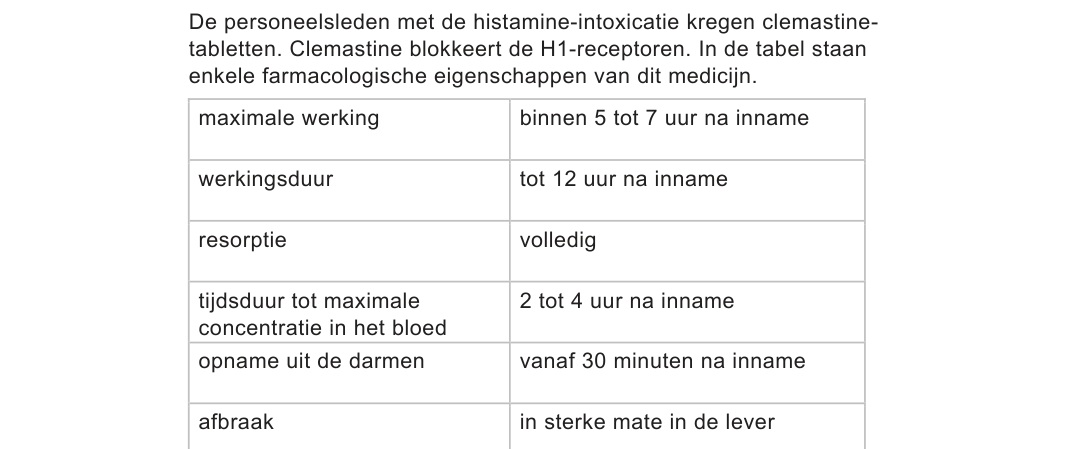 De personeelsleden met de histamine-intoxicatie kregen clemastine-
tabletten. Clemastine blokkeert de H1-receptoren. In de tabel staan
enkele farmacologische eigenschappen van dit medicijn.
maximale werking binnen 5 tot 7 uur na inname
werkingsduur tot 12 uur na inname
resorptie volledig
tijdsduur tot maximale 2 tot 4 uur na inname
concentratie in het bloed
opname uit de darmen vanaf 30 minuten na inname
afbraak in sterke mate in de lever